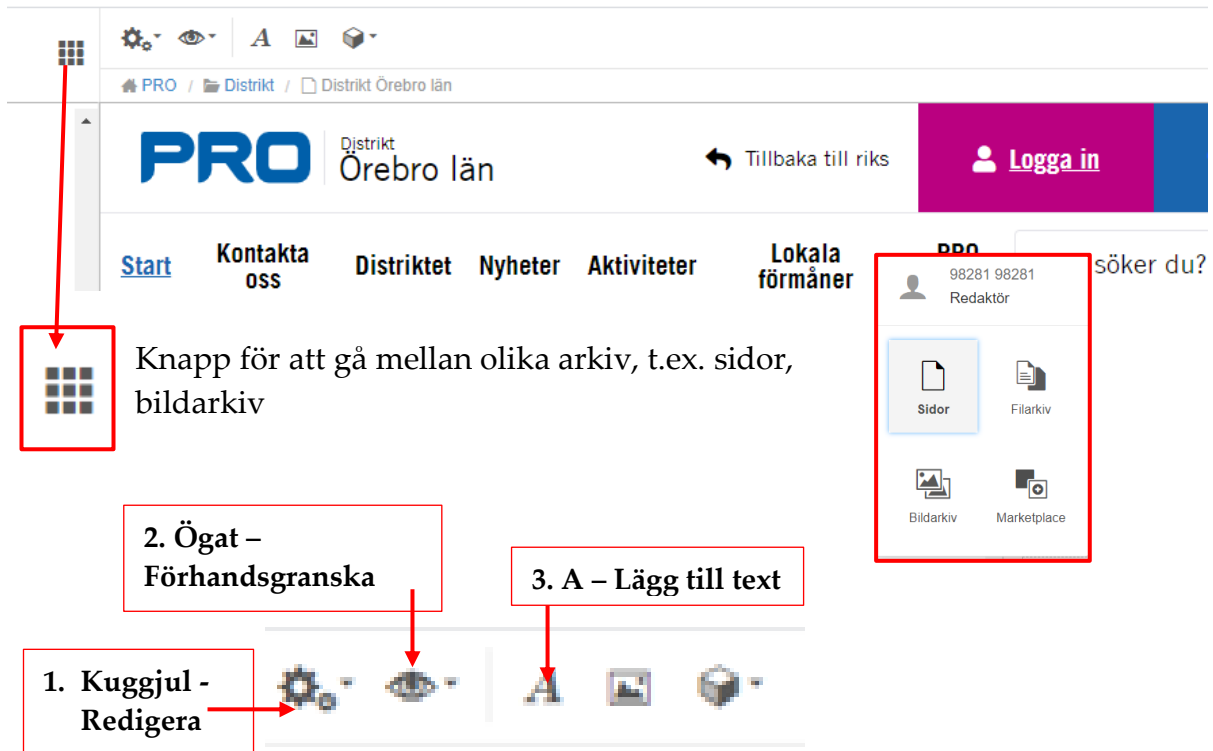 PRO / Distrikt / Distrikt Örebro län
PRO
Distrikt
Örebro län
Tillbaka till riks
Logga in
Start
Kontakta
oss
Distriktet
Nyheter
Aktiviteter
Lokala
förmåner
PRO
söker du?
98281 98281
Redaktör
Sidor
Filarkiv
Bildarkiv
Marketplace
Knapp för att gå mellan olika arkiv, t.ex. sidor,
bildarkiv
2. Ögat –
Förhandsgranska
3. A – Lägg till text
1. Kuggjul -
Redigera